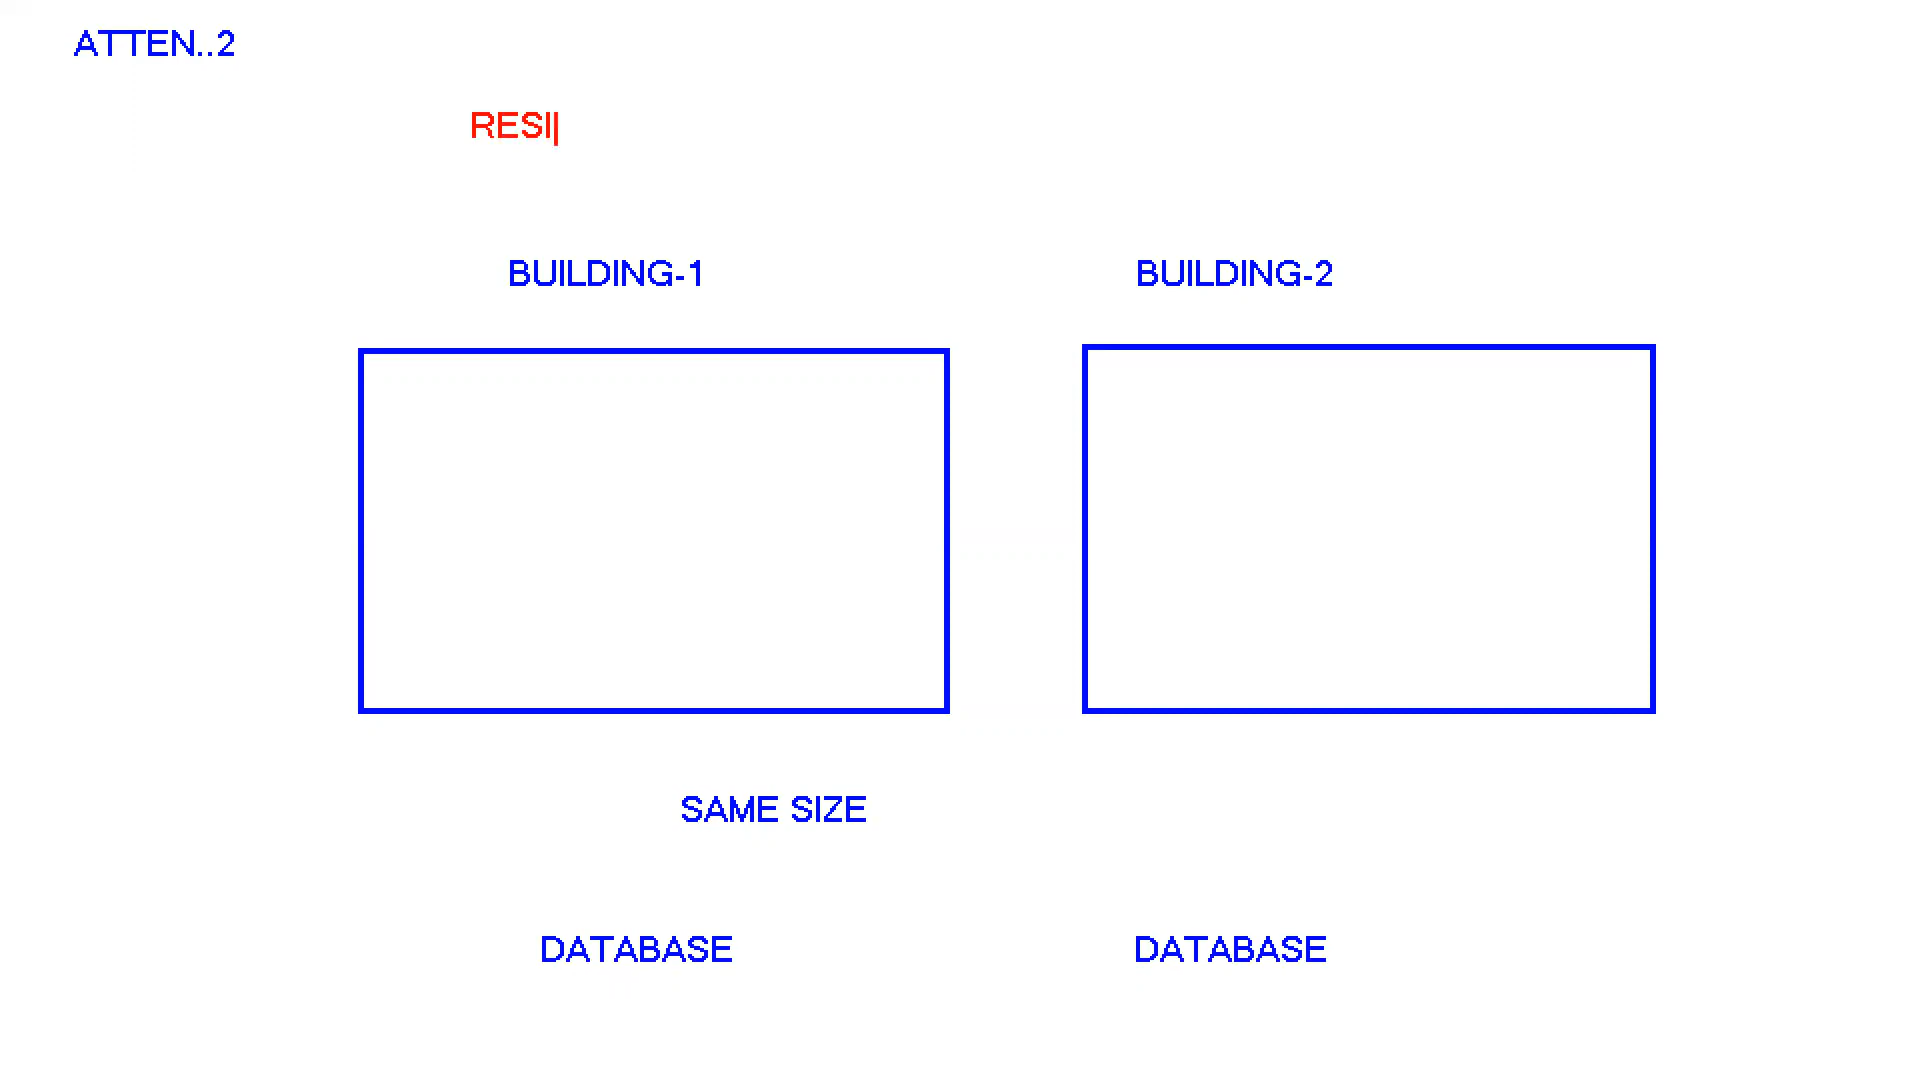 ATTEN..2
RESI
BUILDING-1 BUILDING-2
SAME SIZE
DATABASE DATABASE